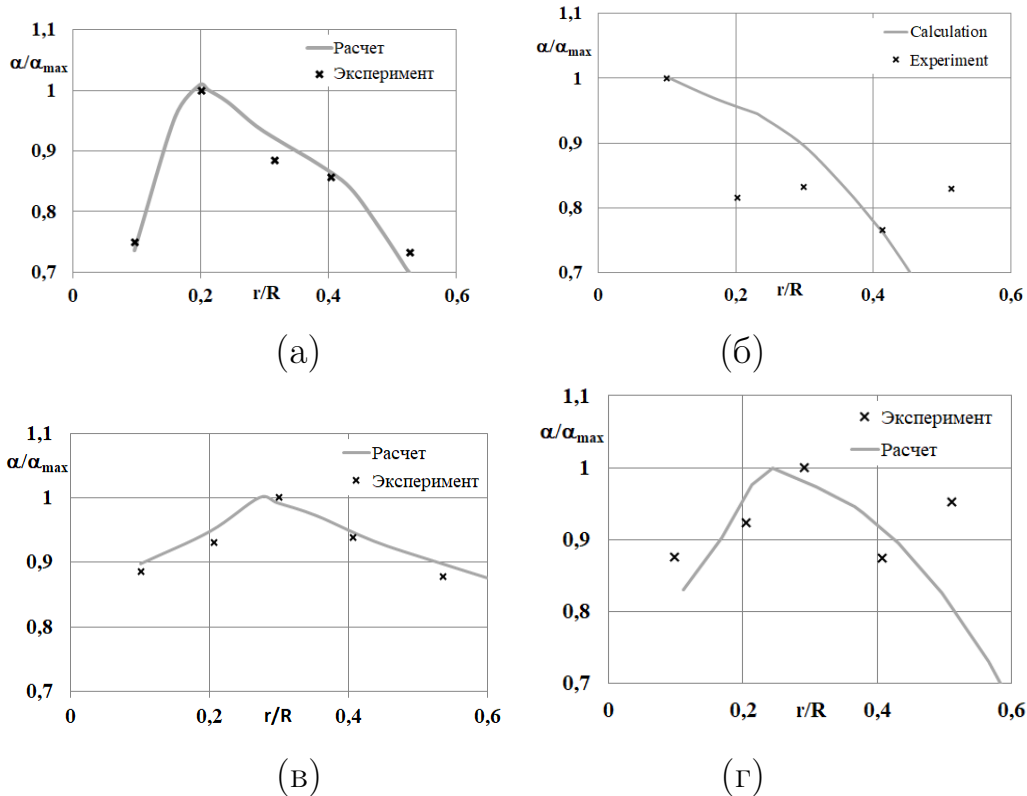 1,1
α/αmax
Расчет
Эксперимент
1
0,9
0,8
0,7
0
0,2
r/R
0,4
0,6
(а)
1,1
α/αmax
Calculation
Experiment
1
0,9
0,8
0,7
0
0,2
r/R
0,4
0,6
(б)
1,1
α/αmax
Расчет
Эксперимент
1
0,9
0,8
0,7
0
0,2
r/R
0,4
0,6
(в)
1,1
α/αmax
Эксперимент
Расчет
1
0,9
0,8
0,7
0
0,2
r/R
0,4
0,6
(г)